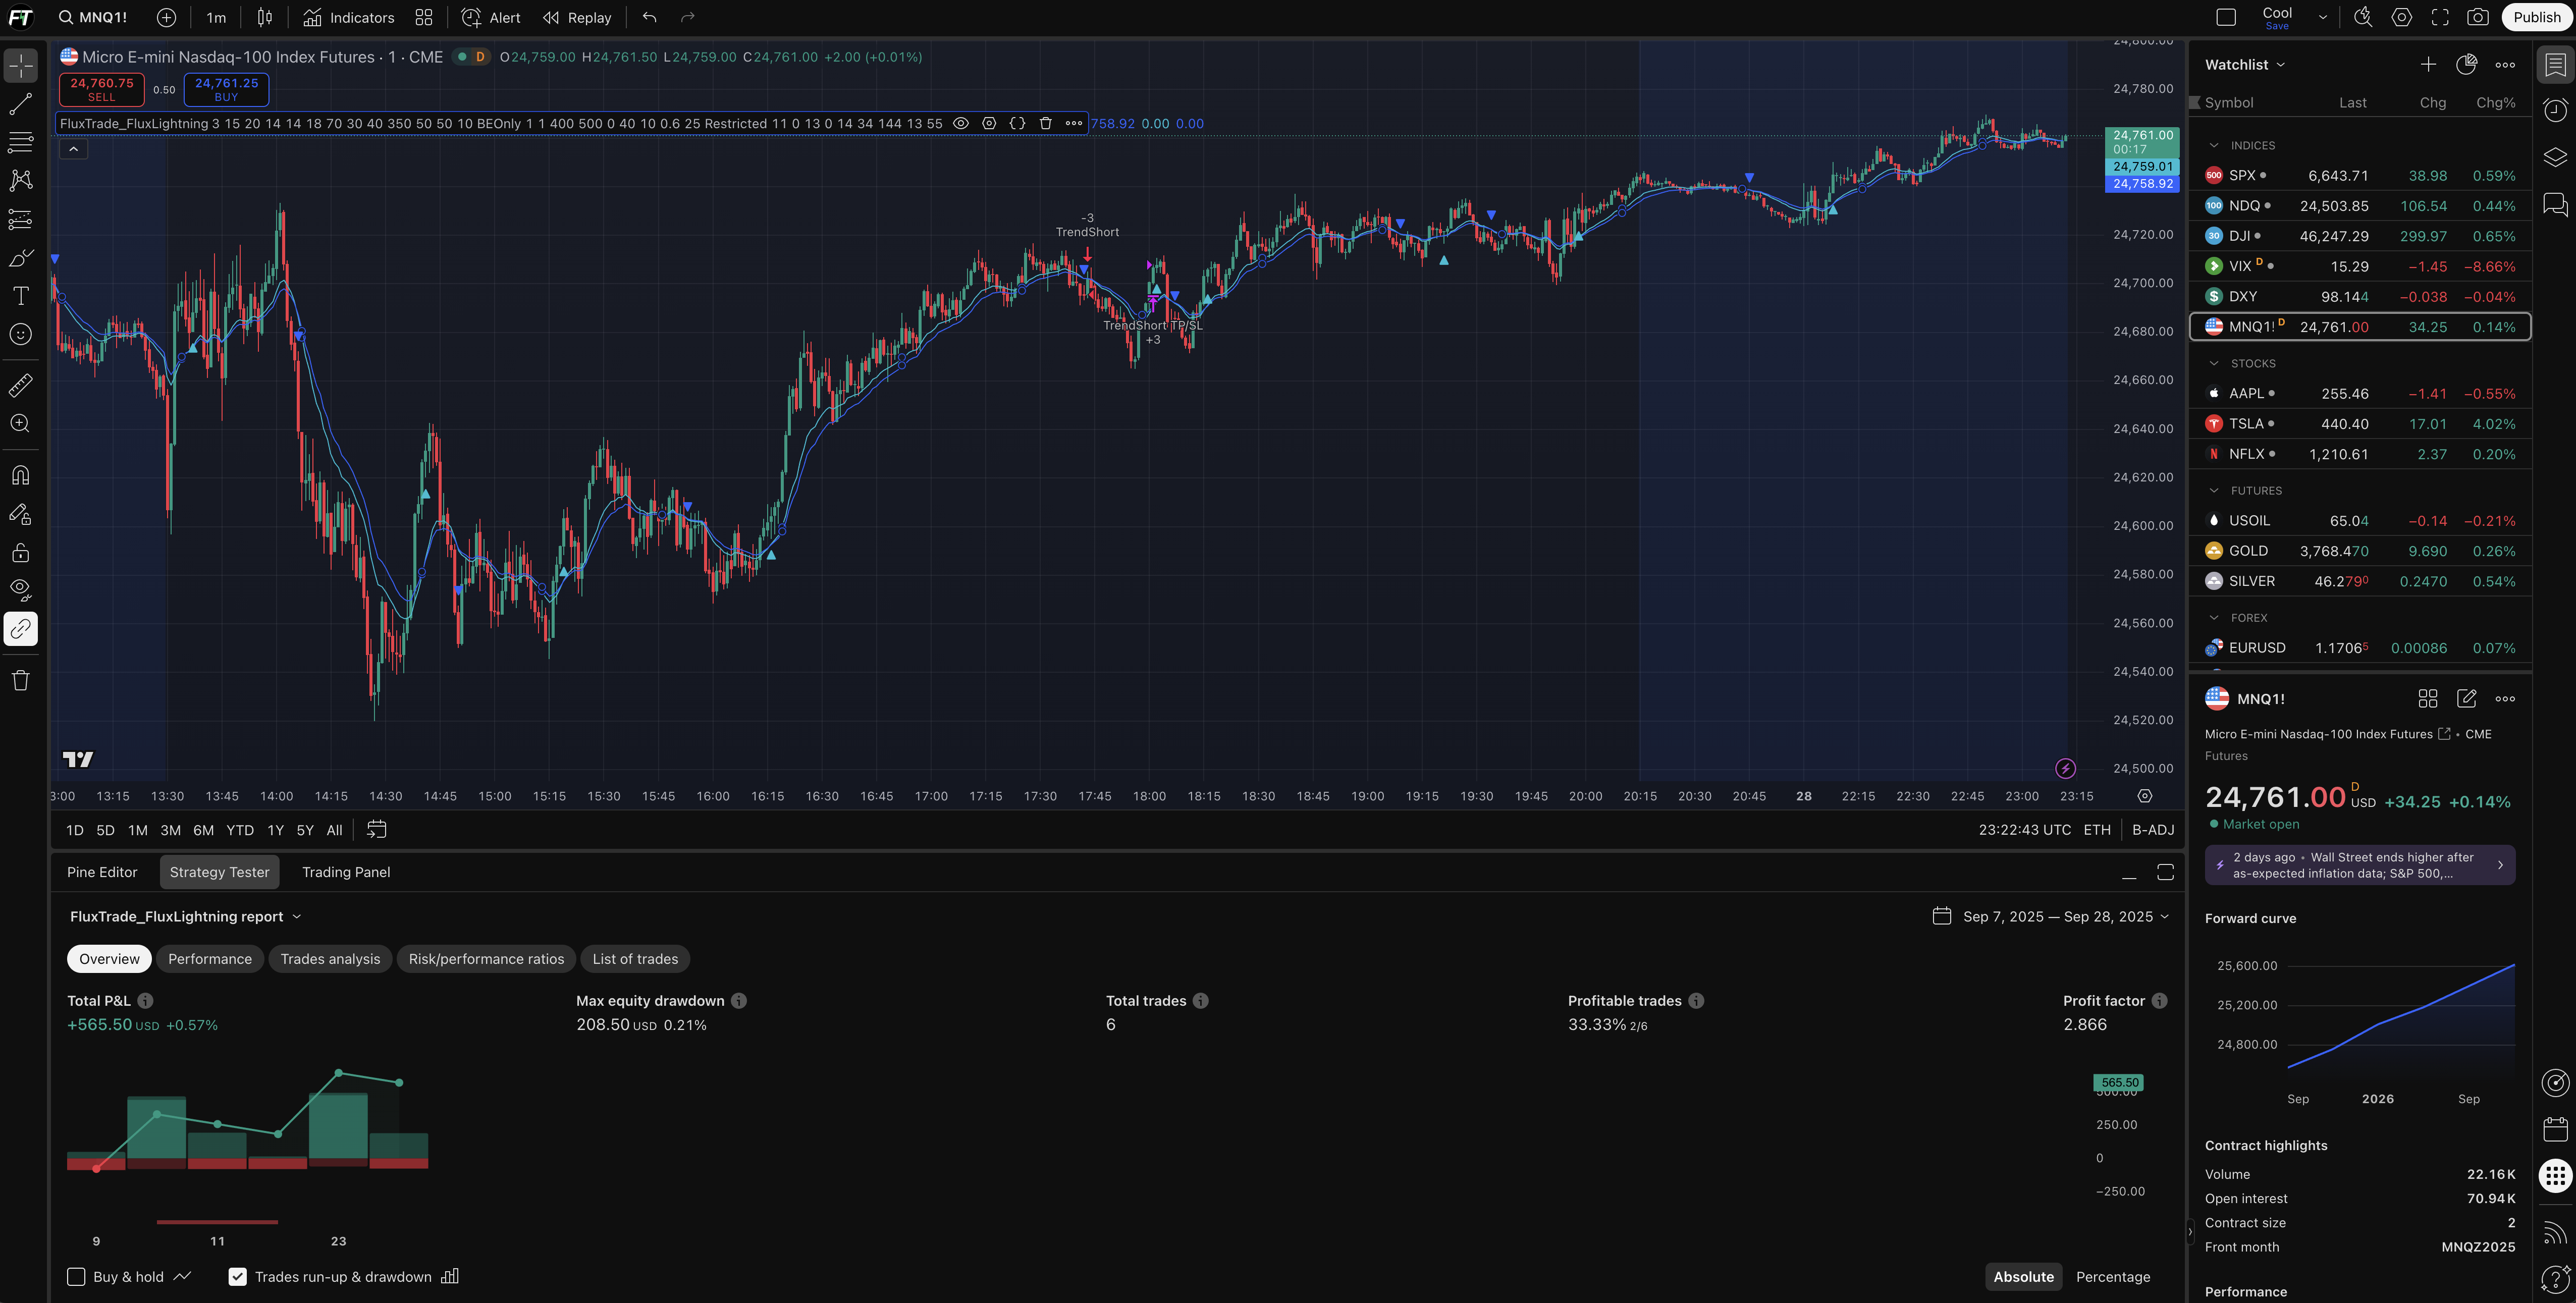 MNQ1!
1m
Indicators
Alert
Replay
Cool
Save
Publish
Micro E-mini Nasdaq-100 Index Futures · 1 · CME
D
O24,759.00 H24,761.50 L24,759.00 C24,761.00 +2.00 (+0.01%)
24,760.75
SELL
0.50
24,761.25
BUY
FluxTrade_FluxLightning 3 15 20 14 14 18 70 30 40 350 50 50 10 BEOnly 1 1 400 500 0 40 10 0.6 25 Restricted 11 0 13 0 14 34 144 13 55
758.92 0.00 0.00
-3
TrendShort
TrendShort TP/SL
+3
24,800.00
24,780.00
24,761.00
00:17
24,759.01
24,758.92
24,720.00
24,700.00
24,680.00
24,660.00
24,640.00
24,620.00
24,600.00
24,580.00
24,560.00
24,540.00
24,520.00
24,500.00
3:00 13:15 13:30 13:45 14:00 14:15 14:30 14:45 15:00 15:15 15:30 15:45 16:00 16:15 16:30 16:45 17:00 17:15 17:30 17:45 18:00 18:15 18:30 18:45 19:00 19:15 19:30 19:45 20:00 20:15 20:30 20:45 28 22:15 22:30 22:45 23:00 23:15
1D 5D 1M 3M 6M YTD 1Y 5Y All
23:22:43 UTC ETH B-ADJ
Pine Editor Strategy Tester Trading Panel
FluxTrade_FluxLightning report
Sep 7, 2025 — Sep 28, 2025
Overview Performance Trades analysis Risk/performance ratios List of trades
Total P&L
+565.50 USD +0.57%
Max equity drawdown
208.50 USD 0.21%
Total trades
6
Profitable trades
33.33% 2/6
Profit factor
2.866
565.50
500.00
250.00
0
−250.00
9 11 23
Buy & hold
Trades run-up & drawdown
Absolute Percentage
Watchlist
Symbol Last Chg Chg%
INDICES
500 SPX 6,643.71 38.98 0.59%
100 NDQ 24,503.85 106.54 0.44%
30 DJI 46,247.29 299.97 0.65%
VIX D 15.29 −1.45 −8.66%
DXY 98.144 −0.038 −0.04%
MNQ1! D 24,761.00 34.25 0.14%
STOCKS
AAPL 255.46 −1.41 −0.55%
TSLA 440.40 17.01 4.02%
NFLX 1,210.61 2.37 0.20%
FUTURES
USOIL 65.04 −0.14 −0.21%
GOLD 3,768.470 9.690 0.26%
SILVER 46.2790 0.2470 0.54%
FOREX
EURUSD 1.17065 0.00086 0.07%
MNQ1!
Micro E-mini Nasdaq-100 Index Futures • CME
Futures
24,761.00 D USD +34.25 +0.14%
Market open
2 days ago • Wall Street ends higher after
as-expected inflation data; S&P 500,...
Forward curve
25,600.00
25,200.00
24,800.00
Sep 2026 Sep
Contract highlights
Volume 22.16 K
Open interest 70.94 K
Contract size 2
Front month MNQZ2025
Performance